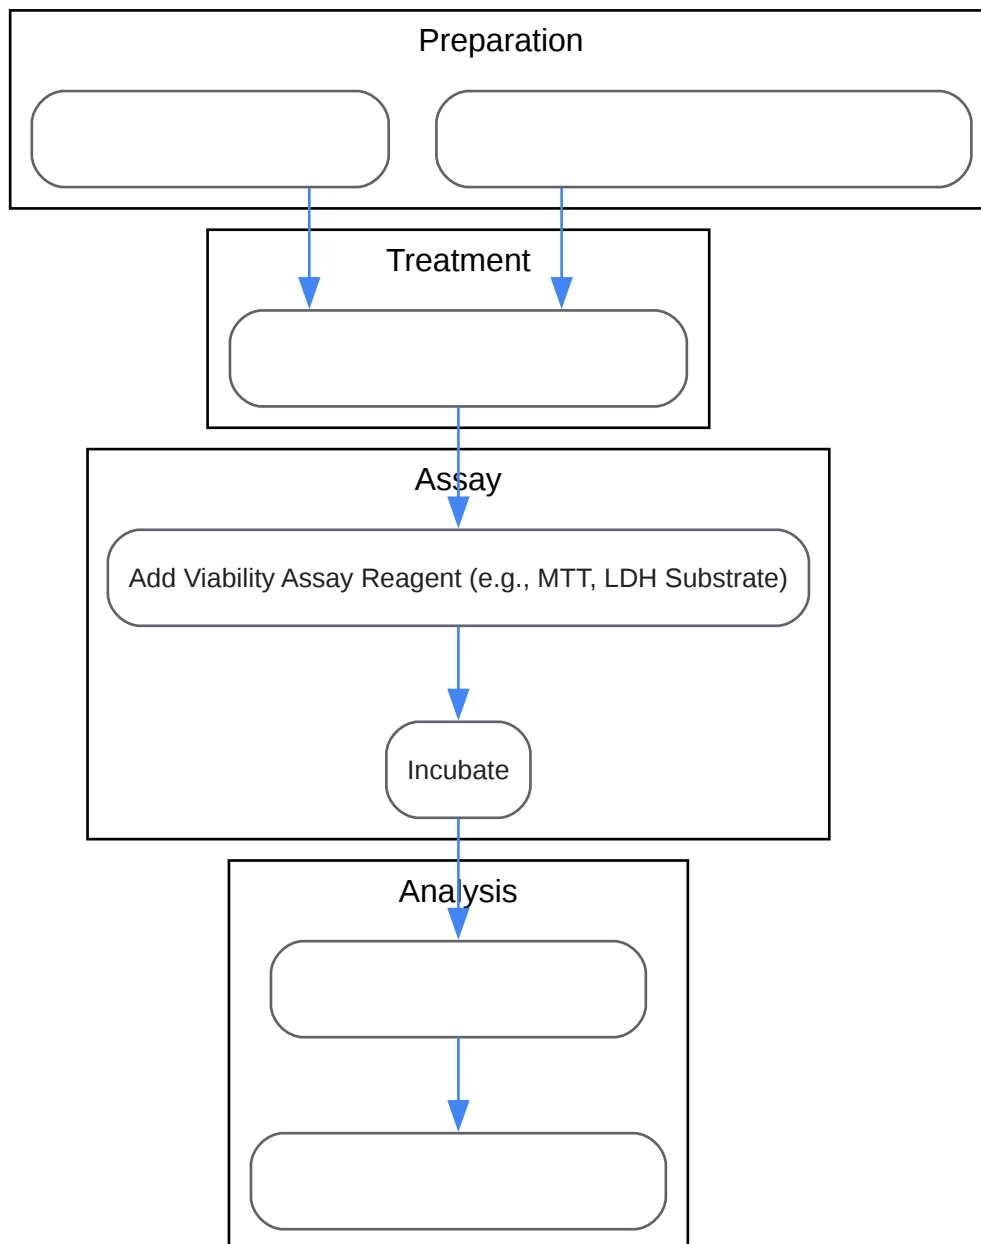 Preparation
Treatment
Assay
Add Viability Assay Reagent (e.g., MTT, LDH Substrate)
Incubate
Analysis